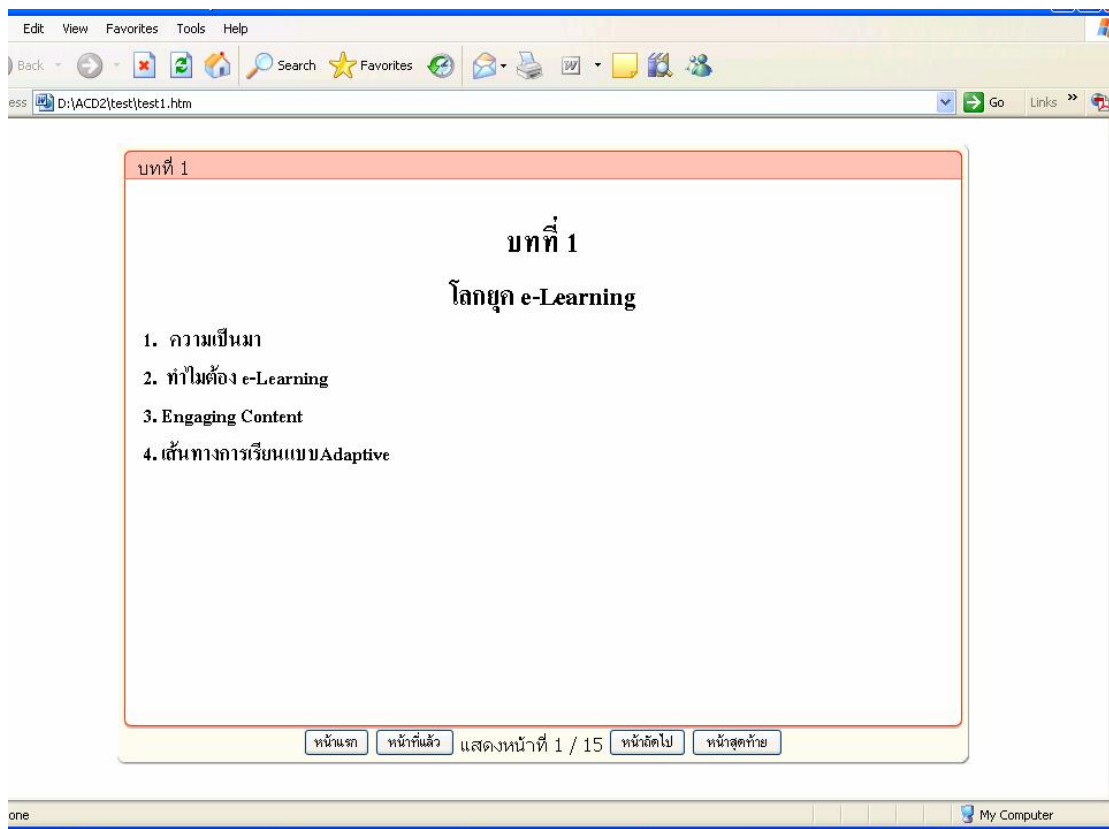 Edit View Favorites Tools Help
Back Search Favorites
ess D:\ACD2\test\test1.htm Go Links »
บทที่ 1
บทที่ 1
โลกยุค e-Learning
1. ความเป็นมา
2. ทำไมต้อง e-Learning
3. Engaging Content
4. เส้นทางการเรียนแบบAdaptive
หน้าแรก หน้าที่แล้ว แสดงหน้าที่ 1 / 15 หน้าถัดไป หน้าสุดท้าย
one My Computer